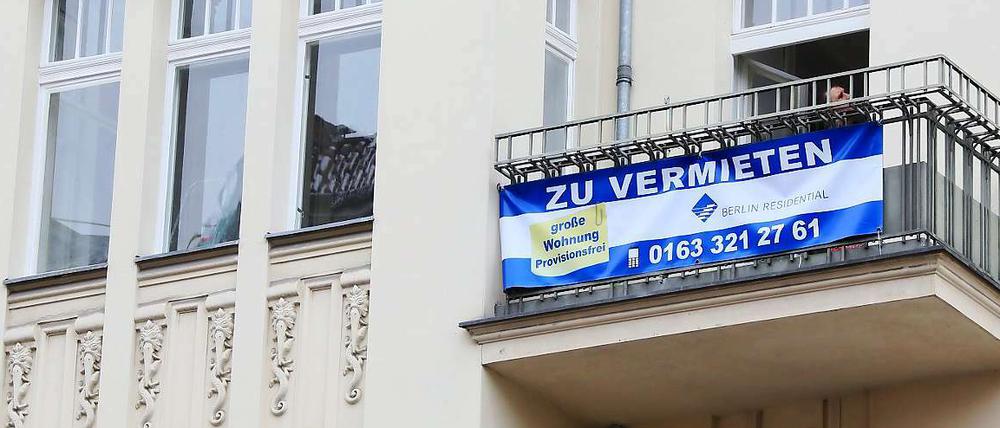 ZU VERMIETEN
große
Wohnung
Provisionsfrei
BERLIN RESIDENTIAL
0163 321 27 61